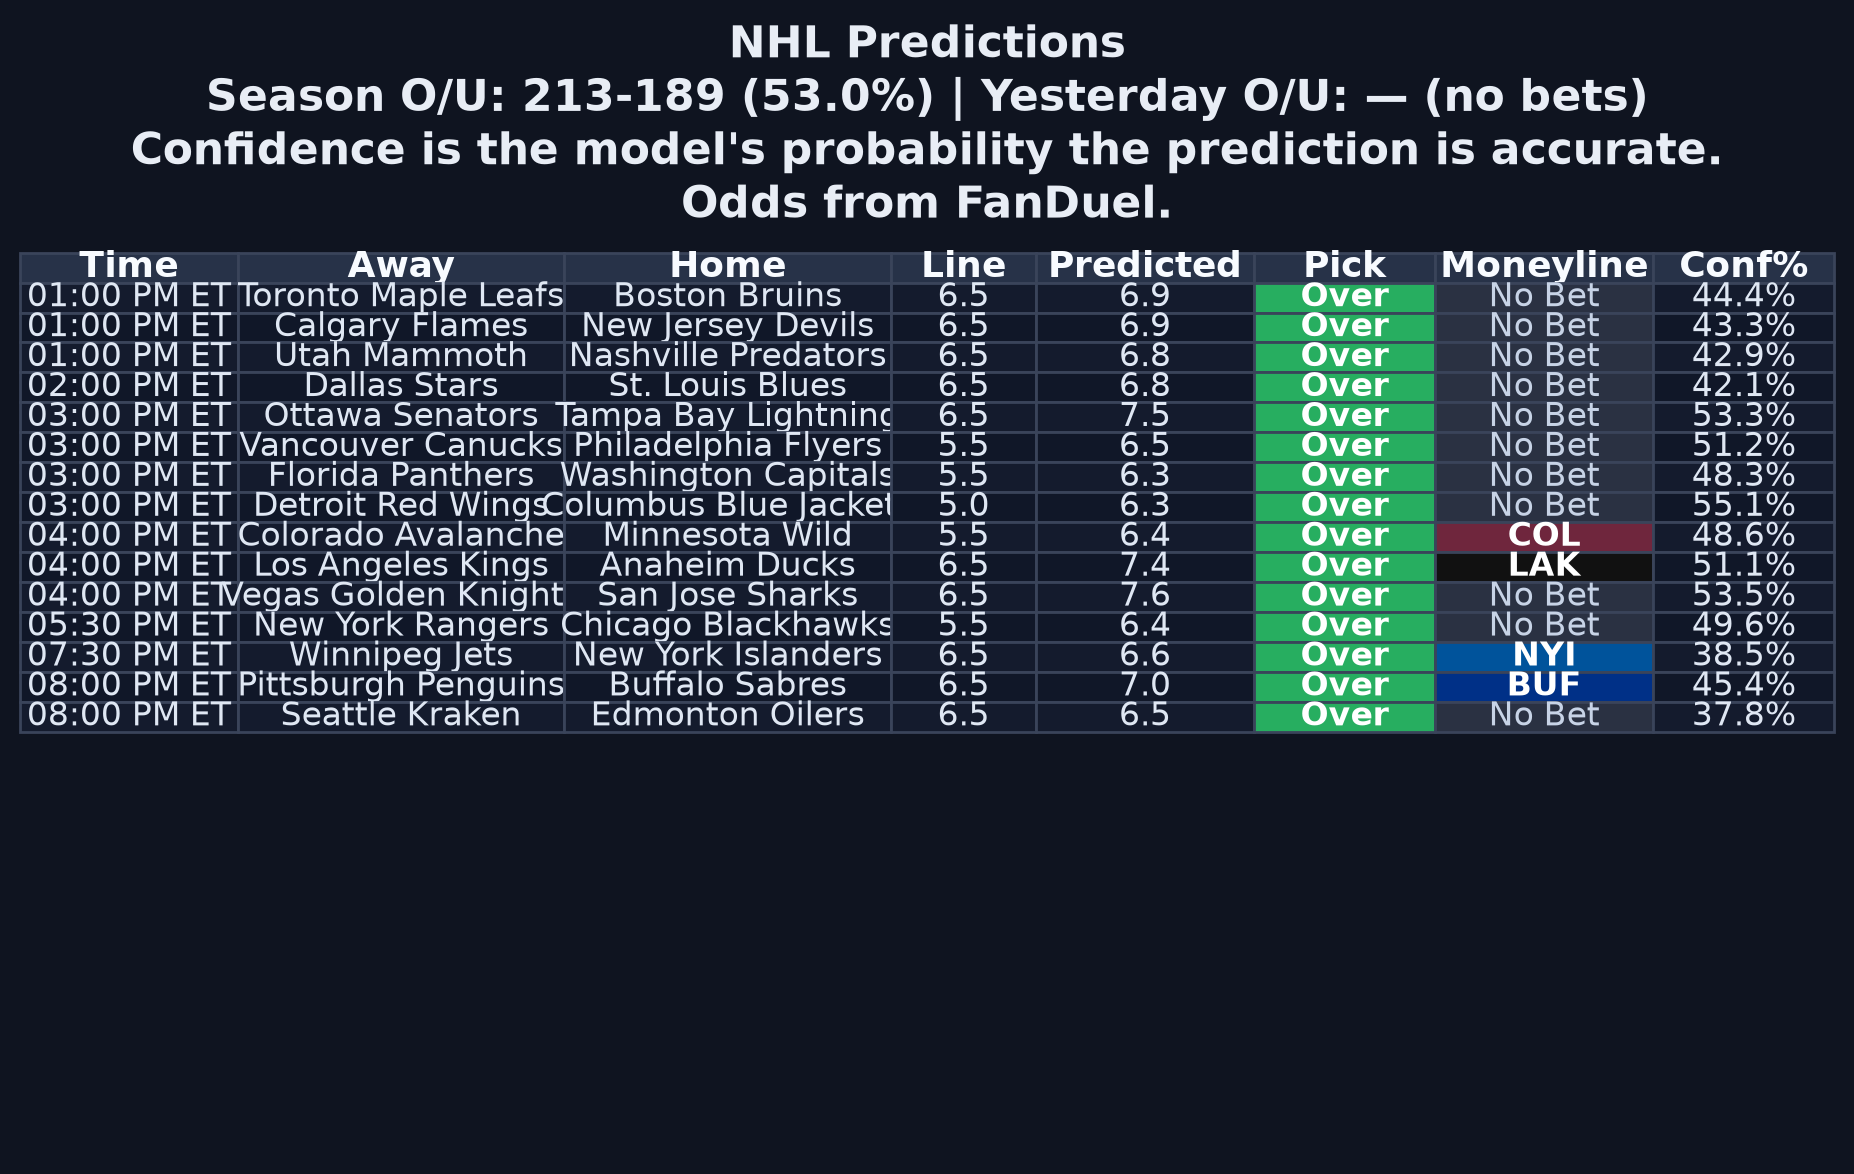 NHL Predictions
Season O/U: 213-189 (53.0%) | Yesterday O/U: — (no bets)
Confidence is the model's probability the prediction is accurate.
Odds from FanDuel.
Time Away Home Line Predicted Pick Moneyline Conf%
01:00 PM ET Toronto Maple Leafs Boston Bruins 6.5 6.9 Over No Bet 44.4%
01:00 PM ET Calgary Flames New Jersey Devils 6.5 6.9 Over No Bet 43.3%
01:00 PM ET Utah Mammoth Nashville Predators 6.5 6.8 Over No Bet 42.9%
02:00 PM ET Dallas Stars St. Louis Blues 6.5 6.8 Over No Bet 42.1%
03:00 PM ET Ottawa Senators Tampa Bay Lightning 6.5 7.5 Over No Bet 53.3%
03:00 PM ET Vancouver Canucks Philadelphia Flyers 5.5 6.5 Over No Bet 51.2%
03:00 PM ET Florida Panthers Washington Capitals 5.5 6.3 Over No Bet 48.3%
03:00 PM ET Detroit Red Wings Columbus Blue Jacket 5.0 6.3 Over No Bet 55.1%
04:00 PM ET Colorado Avalanche Minnesota Wild 5.5 6.4 Over COL 48.6%
04:00 PM ET Los Angeles Kings Anaheim Ducks 6.5 7.4 Over LAK 51.1%
04:00 PM ET Vegas Golden Knight San Jose Sharks 6.5 7.6 Over No Bet 53.5%
05:30 PM ET New York Rangers Chicago Blackhawks 5.5 6.4 Over No Bet 49.6%
07:30 PM ET Winnipeg Jets New York Islanders 6.5 6.6 Over NYI 38.5%
08:00 PM ET Pittsburgh Penguins Buffalo Sabres 6.5 7.0 Over BUF 45.4%
08:00 PM ET Seattle Kraken Edmonton Oilers 6.5 6.5 Over No Bet 37.8%